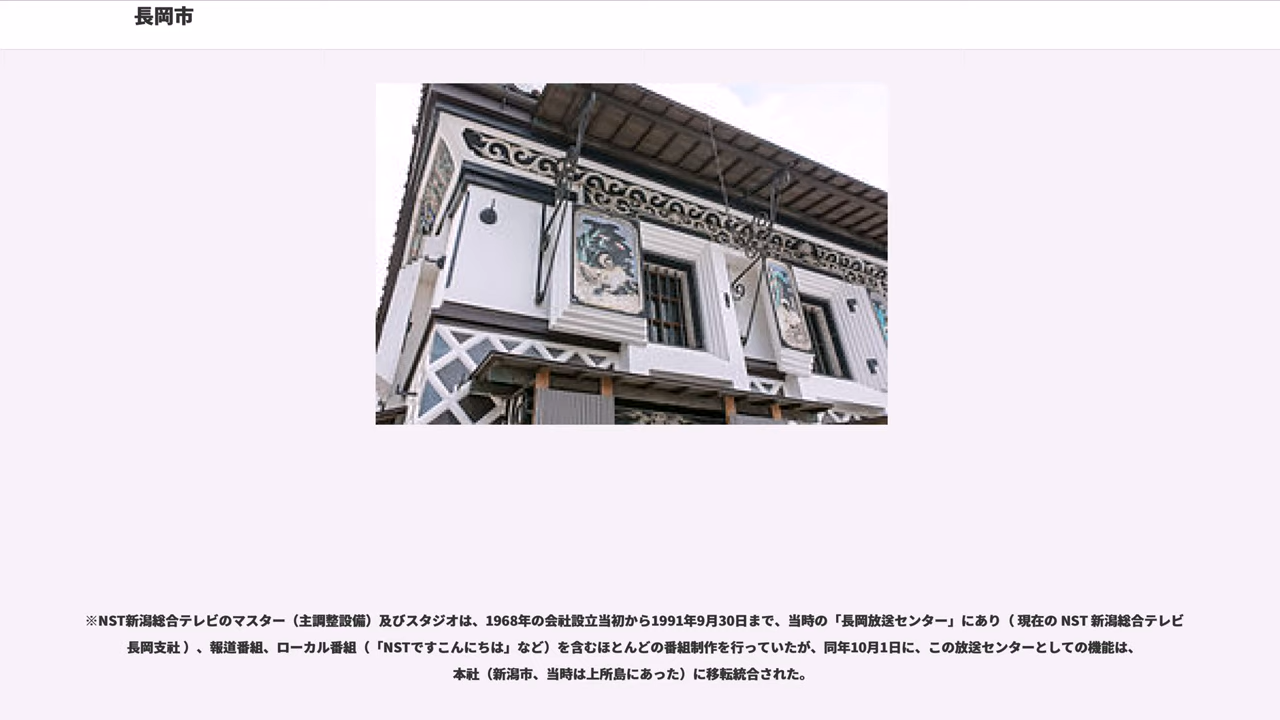 長岡市
※NST新潟総合テレビのマスター（主調整設備）及びスタジオは、1968年の会社設立当初から1991年9月30日まで、当時の「長岡放送センター」にあり（ 現在の NST 新潟総合テレビ
長岡支社 ）、報道番組、ローカル番組（「NSTですこんにちは」など）を含むほとんどの番組制作を行っていたが、同年10月1日に、この放送センターとしての機能は、
本社（新潟市、当時は上所島にあった）に移転統合された。